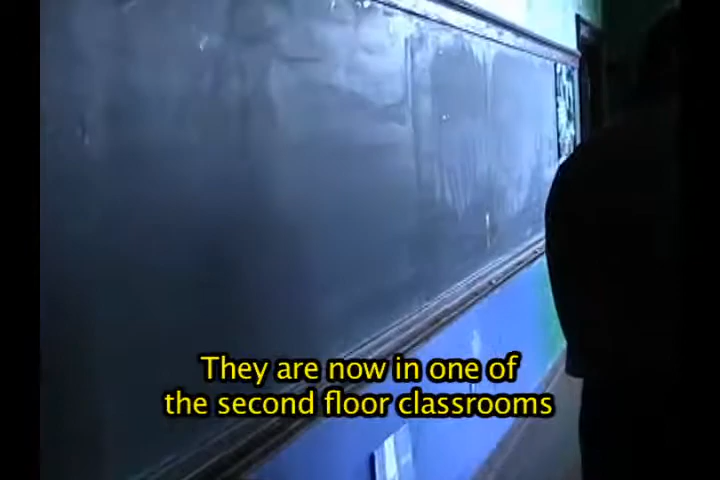 They are now in one of
the second floor classrooms